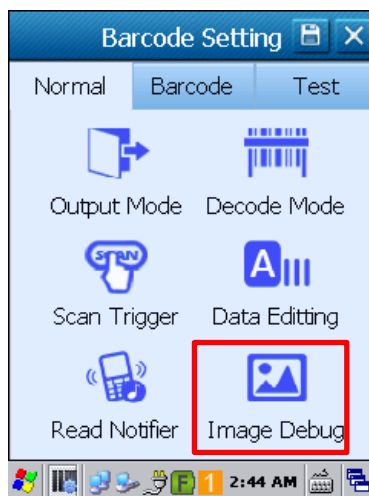 Barcode Setting
Normal Barcode Test
Output Mode Decode Mode
SCAN
A
Scan Trigger Data Editting
Read Notifier Image Debug
F 1 2:44 AM